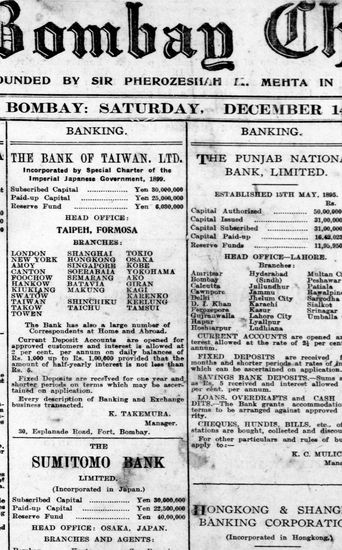 Bombay Ch
OUNDED BY SIR PHEROZESHAH M. MEHTA IN
BOMBAY: SATURDAY, DECEMBER 14
BANKING.
THE BANK OF TAIWAN, LTD.
Incorporated by Special Charter of the
Imperial Japanese Government, 1899.
Subscribed Capital Yen 30,000,000
Paid-up Capital Yen 25,000,000
Reserve Fund Yen 6,080,000
HEAD OFFICE:
TAIPEH, FORMOSA
BRANCHES:
LONDON SHANGHAI TOKIO
NEW YORK HONGKONG OSAKA
AMOY SINGAPORE KOBE
CANTON SOERABAIA YOKOHAMA
FOOCHOW SEMARANG AKO
HANKOW BATAVIA GIRAN
KIUKIANG MAKUNG KAGI
SWATOW KARENKO
TAIWAN SHINCHIKU KEELUNG
TAKOW TAICHU TAMSUI
TOWEN
The Bank has also a large number of
Correspondents at Home and Abroad.
Current Deposit Accounts are opened for
approved customers and interest is allowed at
2 per cent. per annum on daily balances of
Rs. 1,000 up to Rs. 1,00,000 provided that the
amount of half-yearly interest is not less than
Rs. 5.
Fixed Deposits are received for one year and
shorter periods on terms which may be ascer-
tained on application.
Every description of Banking and Exchange
business transacted.
K. TAKEMURA,
Manager.
30, Esplanade Road, Fort, Bombay.
THE
SUMITOMO BANK
LIMITED.
(Incorporated in Japan.)
Subscribed Capital Yen 30,000,000
Paid-up Capital Yen 22,500,000
Reserve Fund Yen 40,00,000
HEAD OFFICE: OSAKA, JAPAN.
BRANCHES AND AGENTS:
BANKING.
THE PUNJAB NATIONA
BANK, LIMITED.
ESTABLISHED 15TH MAY, 1895.
Rs.
Capital Authorized 50,00,000
Capital Issued 31,00,000
Capital Subscribed 31,00,000
Capital Paid-up
Reserve Funds
HEAD OFFICE—LAHORE.
Branches:
Amritsar Hyderabad Multan C
Bombay (Sindh) Peshawar
Calcutta Jullundur Patiala
Cawnpore Jammu Rawalpin
Delhi Jhelum City Sargodha
D. I. Khan Karachi Sialkot
Ferozepore Kasur Srinagar
Gujranwalla Lahore City Umballa
Hapur Lyallpur
Hoshiarpur Ludhiana
CURRENT ACCOUNTS are opened an
terest allowed at the rate of 2½ per cent
annum.
FIXED DEPOSITS are received f
months and shorter periods at rates of in
which can be ascertained on application.
SAVINGS BANK DEPOSITS—Sums a
as Rs. 5 received and interest allowed
per cent. per annum.
LOANS, OVERDRAFTS and CASH
DITS.—The Bank grants accommodation
terms to be arranged against approved
rity.
CHEQUES, HUNDIS, BILLS, etc., of
stations are bought, collected and discoun
For other particulars and rules of bu
apply to:—
K. C. MULIC
Mana
HONGKONG & SHANG
BANKING CORPORATIO
(Incorporated in Hongkong.)